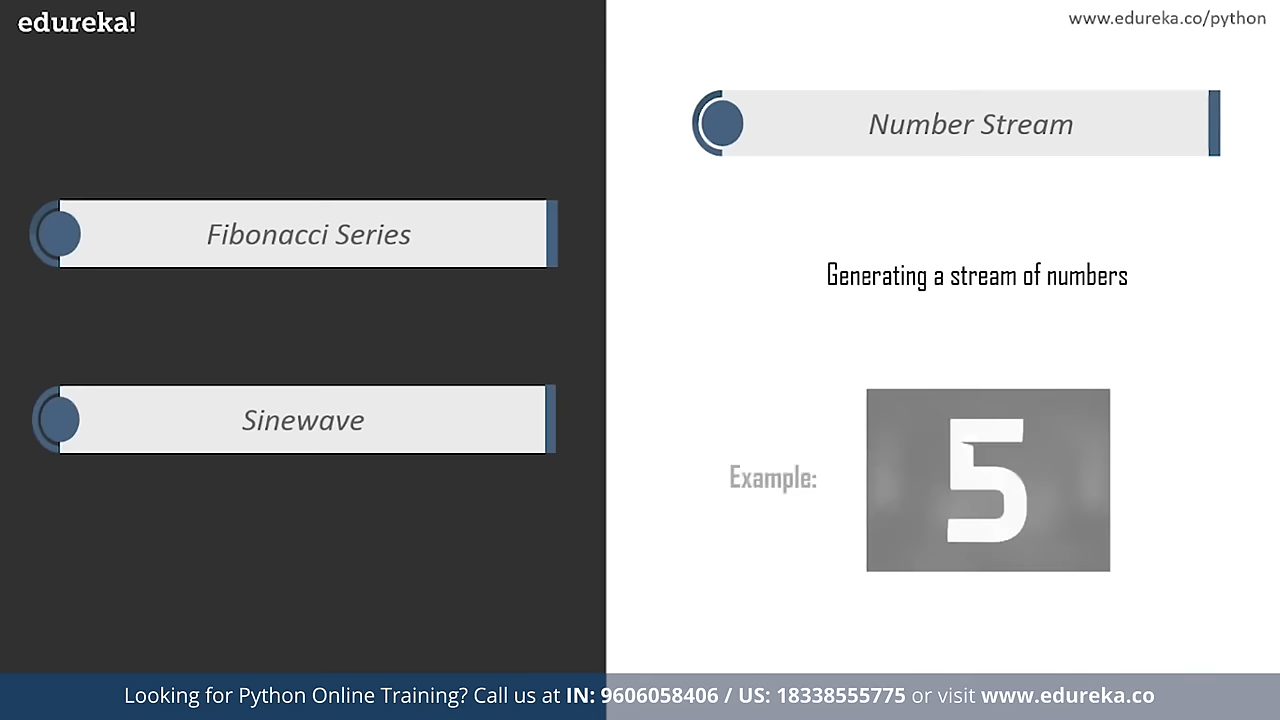 edureka!
www.edureka.co/python
Number Stream
Fibonacci Series
Generating a stream of numbers
Sinewave
Example:
5
Looking for Python Online Training? Call us at IN: 9606058406 / US: 18338555775 or visit www.edureka.co